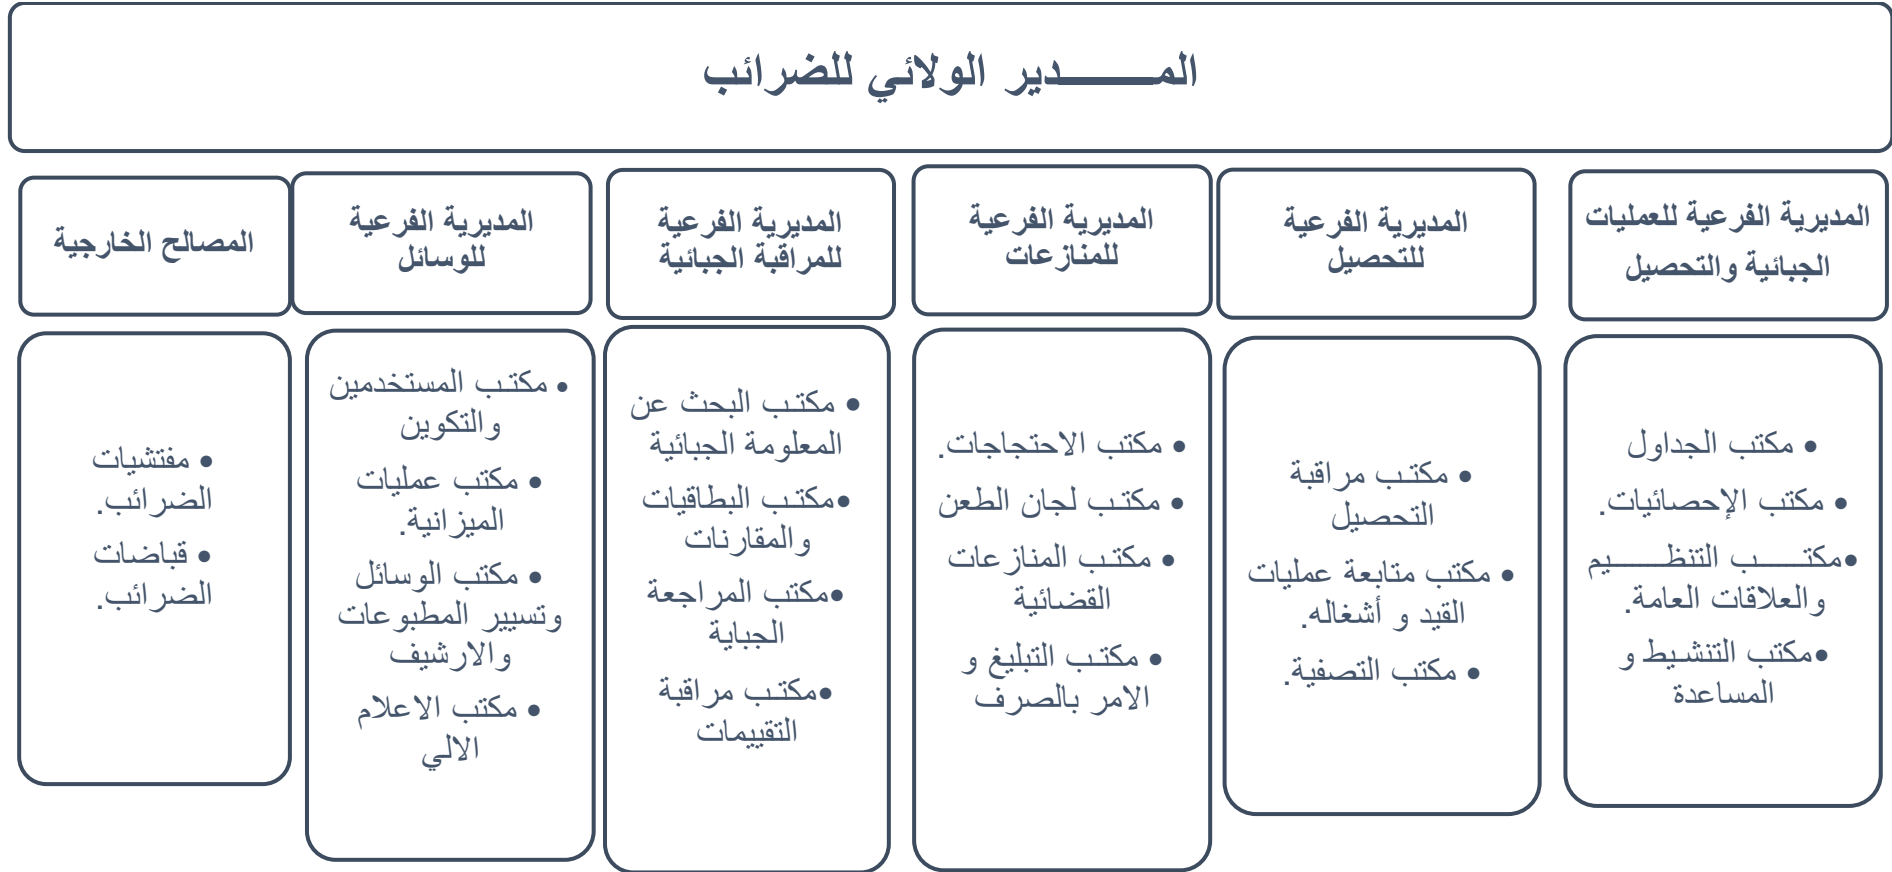 المـــــــدير الولائي للضرائب
المديرية الفرعية للعمليات
الجبائية والتحصيل
• مكتب الجداول
• مكتب الإحصائيات.
•مكتـــــب التنظـــــيم
والعلاقات العامة.
•مكتب التنشيط و
المساعدة
المديرية الفرعية
للتحصيل
• مكتب مراقبة
التحصيل
• مكتب متابعة عمليات
القيد و أشغاله.
• مكتب التصفية.
المديرية الفرعية
للمنازعات
• مكتب الاحتجاجات.
• مكتب لجان الطعن
• مكتب المنازعات
القضائية
• مكتب التبليغ و
الامر بالصرف
المديرية الفرعية
للمراقبة الجبائية
• مكتب البحث عن
المعلومة الجبائية
•مكتب البطاقيات
والمقارنات
•مكتب المراجعة
الجباية
•مكتب مراقبة
التقييمات
المديرية الفرعية
للوسائل
• مكتب المستخدمين
والتكوين
• مكتب عمليات
الميزانية.
• مكتب الوسائل
وتسيير المطبوعات
والارشيف
• مكتب الاعلام
الالي
المصالح الخارجية
• مفتشيات
الضرائب.
• قباضات
الضرائب.